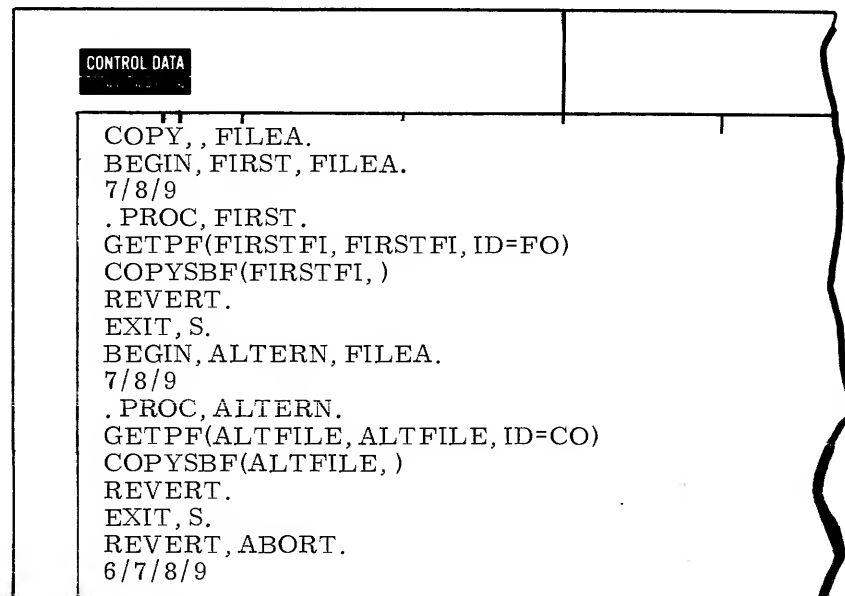 CONTROL DATA
COPY, , FILEA.
BEGIN, FIRST, FILEA.
7/8/9
. PROC, FIRST.
GETPF(FIRSTFI, FIRSTFI, ID=FO)
COPYSBF(FIRSTFI, )
REVERT.
EXIT, S.
BEGIN, ALTERN, FILEA.
7/8/9
. PROC, ALTERN.
GETPF(ALTFILE, ALTFILE, ID=CO)
COPYSBF(ALTFILE, )
REVERT.
EXIT, S.
REVERT, ABORT.
6/7/8/9